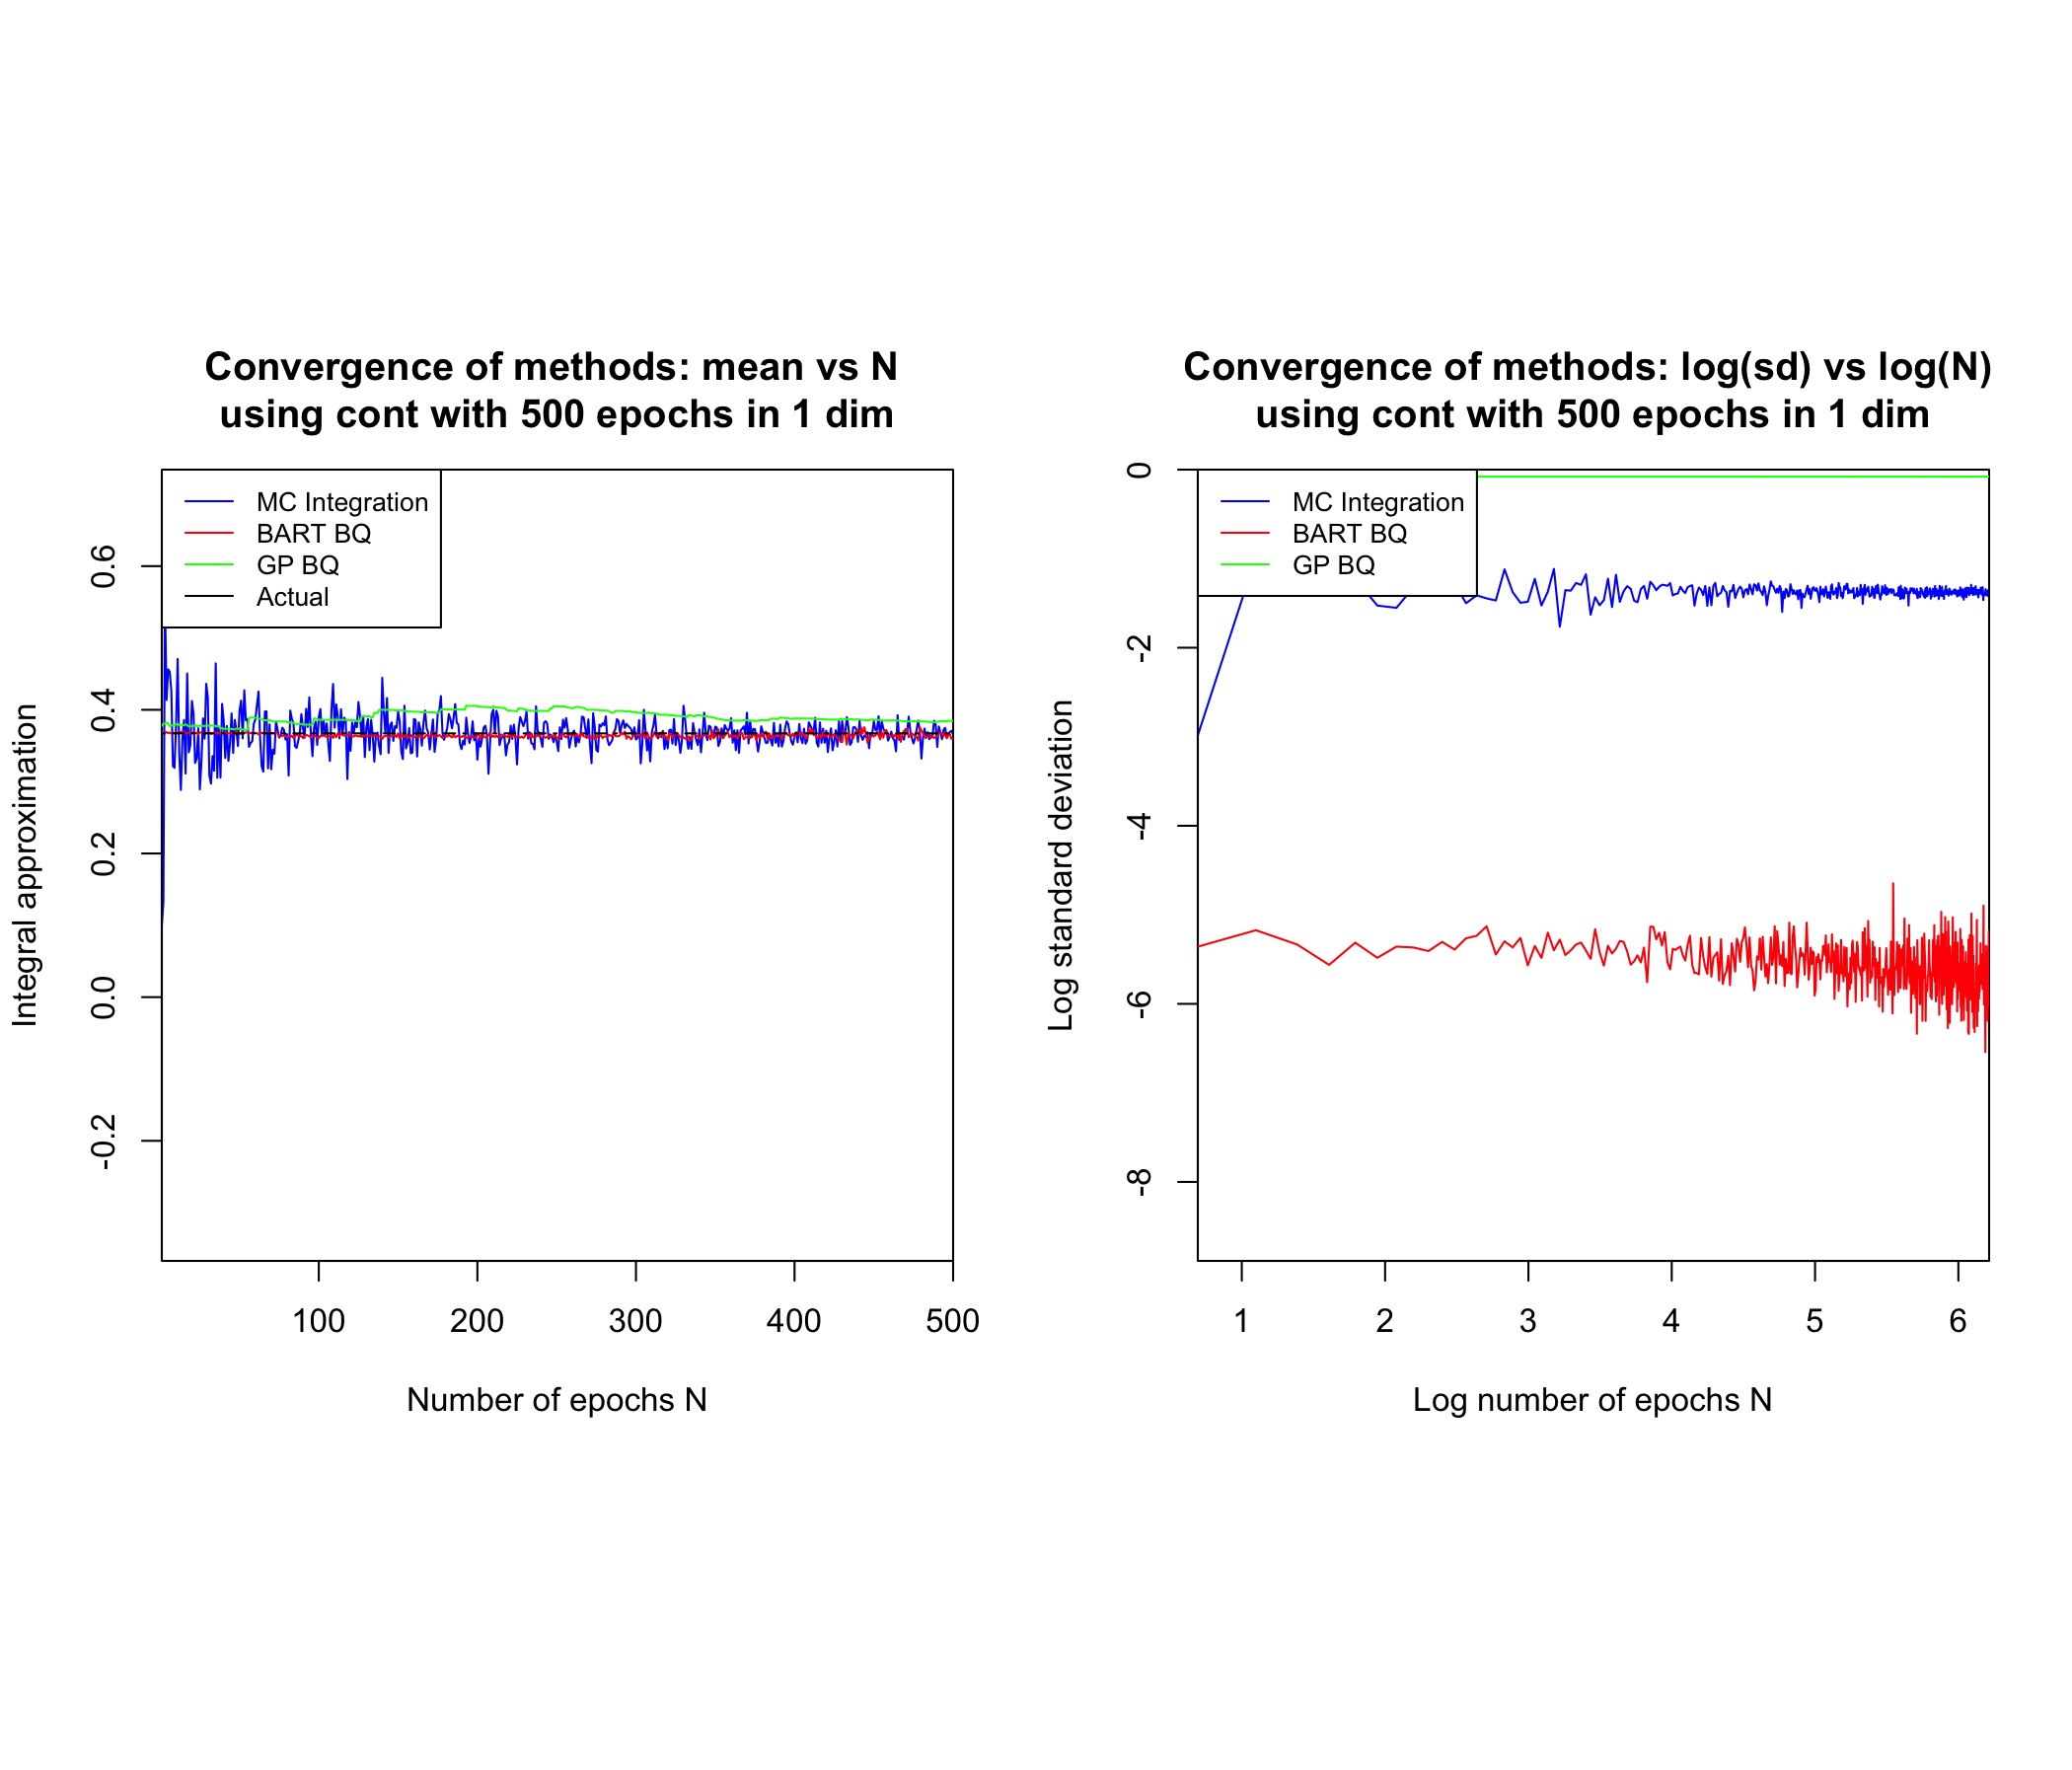 Convergence of methods: mean vs N
using cont with 500 epochs in 1 dim
MC Integration
BART BQ
GP BQ
Actual
Integral approximation
0.6
0.4
0.2
0.0
-0.2
100 200 300 400 500
Number of epochs N
Convergence of methods: log(sd) vs log(N)
using cont with 500 epochs in 1 dim
MC Integration
BART BQ
GP BQ
Log standard deviation
0
-2
-4
-6
-8
1 2 3 4 5 6
Log number of epochs N